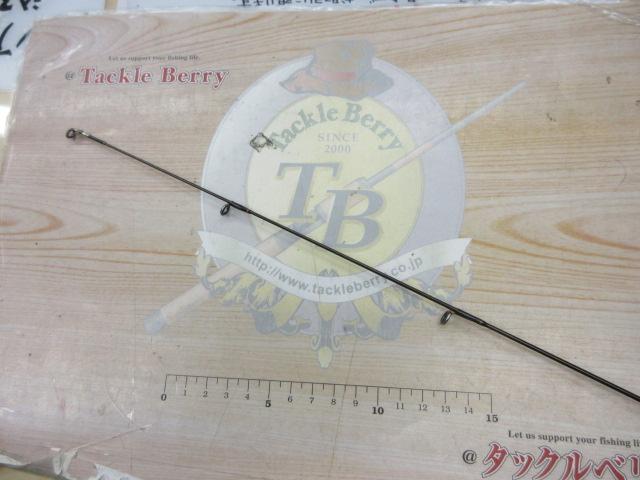 Let us support your fishing life.
@ Tackle Berry
Tackle Berry
SINCE
2000
TB
http://www.tackleberry.co.jp
0 1 2 3 4 5 6 7 8 9 10 11 12 13 14 15
Let us support your fishing life
@ タックルベリ